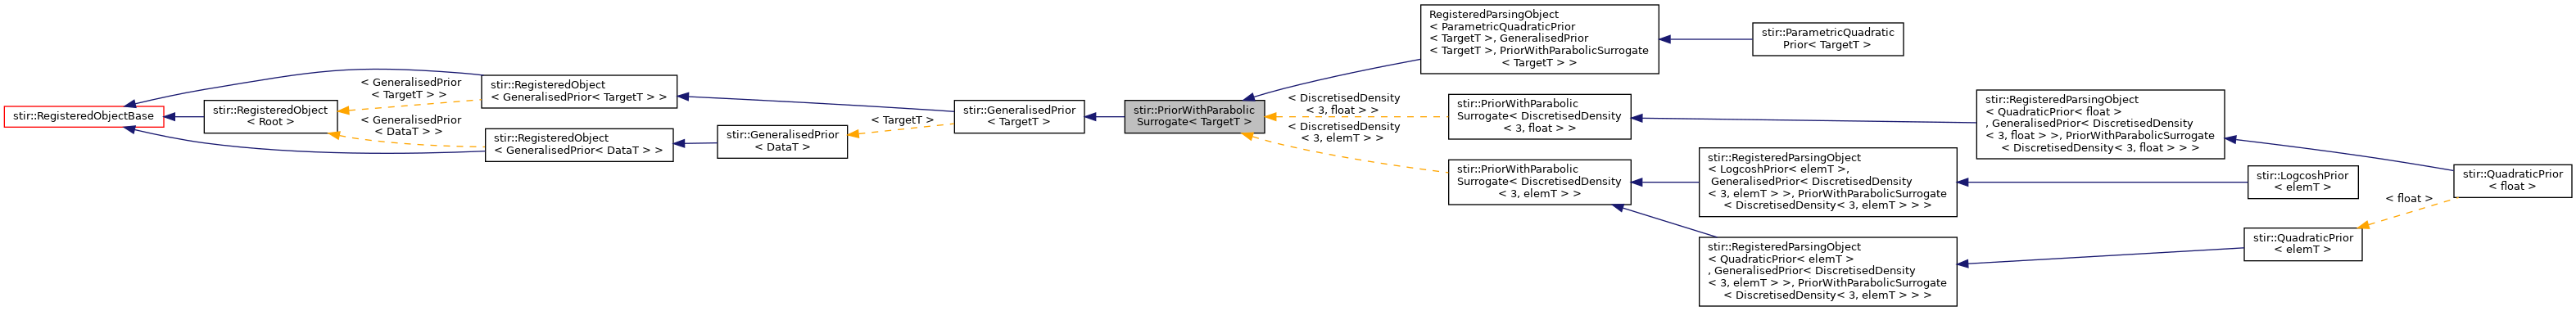 stir::RegisteredObjectBase
stir::RegisteredObject
< Root >
< GeneralisedPrior
< TargetT > >
< GeneralisedPrior
< DataT > >
stir::RegisteredObject
< GeneralisedPrior< TargetT > >
stir::RegisteredObject
< GeneralisedPrior< DataT > >
stir::GeneralisedPrior
< DataT >
< TargetT >
stir::GeneralisedPrior
< TargetT >
stir::PriorWithParabolic
Surrogate< TargetT >
< DiscretisedDensity
< 3, float > >
< DiscretisedDensity
< 3, elemT > >
RegisteredParsingObject
< ParametricQuadraticPrior
< TargetT >, GeneralisedPrior
< TargetT >, PriorWithParabolicSurrogate
< TargetT > >
stir::ParametricQuadratic
Prior< TargetT >
stir::PriorWithParabolic
Surrogate< DiscretisedDensity
< 3, float > >
stir::PriorWithParabolic
Surrogate< DiscretisedDensity
< 3, elemT > >
stir::RegisteredParsingObject
< LogcoshPrior< elemT >,
GeneralisedPrior< DiscretisedDensity
< 3, elemT > >, PriorWithParabolicSurrogate
< DiscretisedDensity< 3, elemT > > >
stir::RegisteredParsingObject
< QuadraticPrior< elemT >
, GeneralisedPrior< DiscretisedDensity
< 3, elemT > >, PriorWithParabolicSurrogate
< DiscretisedDensity< 3, elemT > > >
stir::RegisteredParsingObject
< QuadraticPrior< float >
, GeneralisedPrior< DiscretisedDensity
< 3, float > >, PriorWithParabolicSurrogate
< DiscretisedDensity< 3, float > > >
stir::LogcoshPrior
< elemT >
stir::QuadraticPrior
< elemT >
< float >
stir::QuadraticPrior
< float >